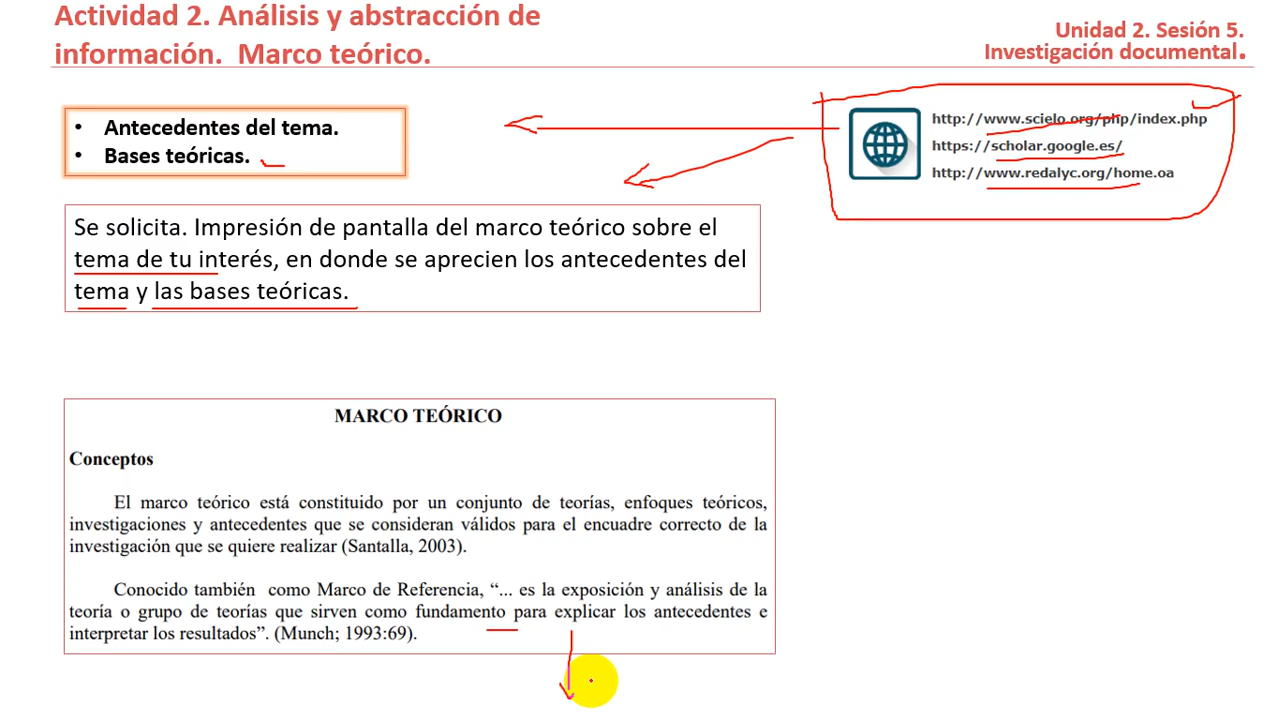 Actividad 2. Análisis y abstracción de
información. Marco teórico.
Unidad 2. Sesión 5.
Investigación documental.
• Antecedentes del tema.
• Bases teóricas.
http://www.scielo.org/php/index.php
https://scholar.google.es/
http://www.redalyc.org/home.oa
Se solicita. Impresión de pantalla del marco teórico sobre el
tema de tu interés, en donde se aprecien los antecedentes del
tema y las bases teóricas.
MARCO TEÓRICO
Conceptos
El marco teórico está constituido por un conjunto de teorías, enfoques teóricos,
investigaciones y antecedentes que se consideran válidos para el encuadre correcto de la
investigación que se quiere realizar (Santalla, 2003).
Conocido también como Marco de Referencia, “... es la exposición y análisis de la
teoría o grupo de teorías que sirven como fundamento para explicar los antecedentes e
interpretar los resultados”. (Munch; 1993:69).